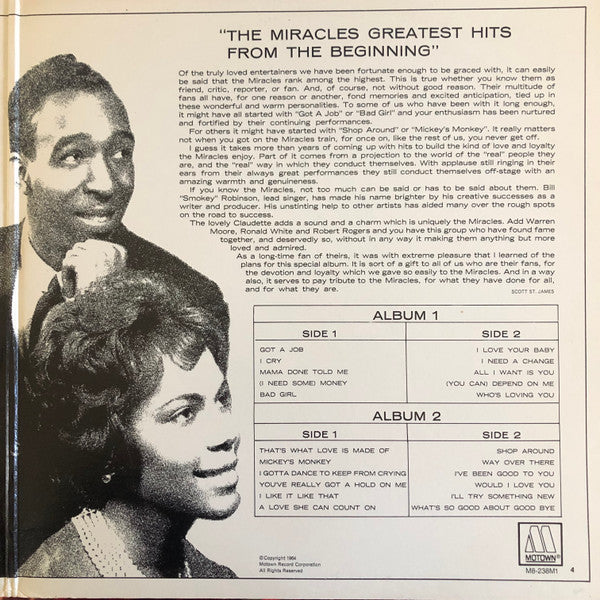 "THE MIRACLES GREATEST HITS
FROM THE BEGINNING"
Of the truly loved entertainers we have been fortunate enough to be graced with, it can easily
be said that the Miracles rank among the highest. This is true whether you know them as
friend, critic, reporter, or fan. And, of course, not without good reason. Their multitude of
fans all have, for one reason or another, fond memories and excited anticipation, tied up in
these wonderful and warm personalities. To some of us who have been with it long enough,
it might have all started with "Got A Job" or "Bad Girl" and your enthusiasm has been nurtured
and fortified by their continuing performances.
For others it might have started with "Shop Around" or "Mickey's Monkey". It really matters
not when you got on the Miracles train, for once on, like the rest of us, you never get off.
I guess it takes more than years of coming up with hits to build the kind of love and loyalty
the Miracles enjoy. Part of it comes from a projection to the world of the "real" people they
are, and the "real" way in which they conduct themselves. With applause still ringing in their
ears from their always great performances they still conduct themselves off-stage with an
amazing warmth and genuineness.
If you know the Miracles, not too much can be said or has to be said about them. Bill
"Smokey" Robinson, lead singer, has made his name brighter by his creative successes as a
writer and producer. His unstinting help to other artists has aided many over the rough spots
on the road to success.
The lovely Claudette adds a sound and a charm which is uniquely the Miracles. Add Warren
Moore, Ronald White and Robert Rogers and you have this group who have found fame
together, and deservedly so, without in any way it making them anything but more
loved and admired.
As a long-time fan of theirs, it was with extreme pleasure that I learned of the
plans for this special album. It is sort of a gift to all of us who are their fans, for
the devotion and loyalty which we gave so easily to the Miracles. And in a way
also, it serves to pay tribute to the Miracles, for what they have done for all,
and for what they are.
SCOTT ST. JAMES
ALBUM 1
SIDE 1
GOT A JOB
I CRY
MAMA DONE TOLD ME
(I NEED SOME) MONEY
BAD GIRL
SIDE 2
I LOVE YOUR BABY
I NEED A CHANGE
ALL I WANT IS YOU
(YOU CAN) DEPEND ON ME
WHO'S LOVING YOU
ALBUM 2
SIDE 1
THAT'S WHAT LOVE IS MADE OF
MICKEY'S MONKEY
I GOTTA DANCE TO KEEP FROM CRYING
YOU'VE REALLY GOT A HOLD ON ME
I LIKE IT LIKE THAT
A LOVE SHE CAN COUNT ON
SIDE 2
SHOP AROUND
WAY OVER THERE
I'VE BEEN GOOD TO YOU
WOULD I LOVE YOU
I'LL TRY SOMETHING NEW
WHAT'S SO GOOD ABOUT GOOD BYE
©Copyright 1964
Motown Record Corporation
All Rights Reserved
M
MOTOWN®
M8-238M1 4